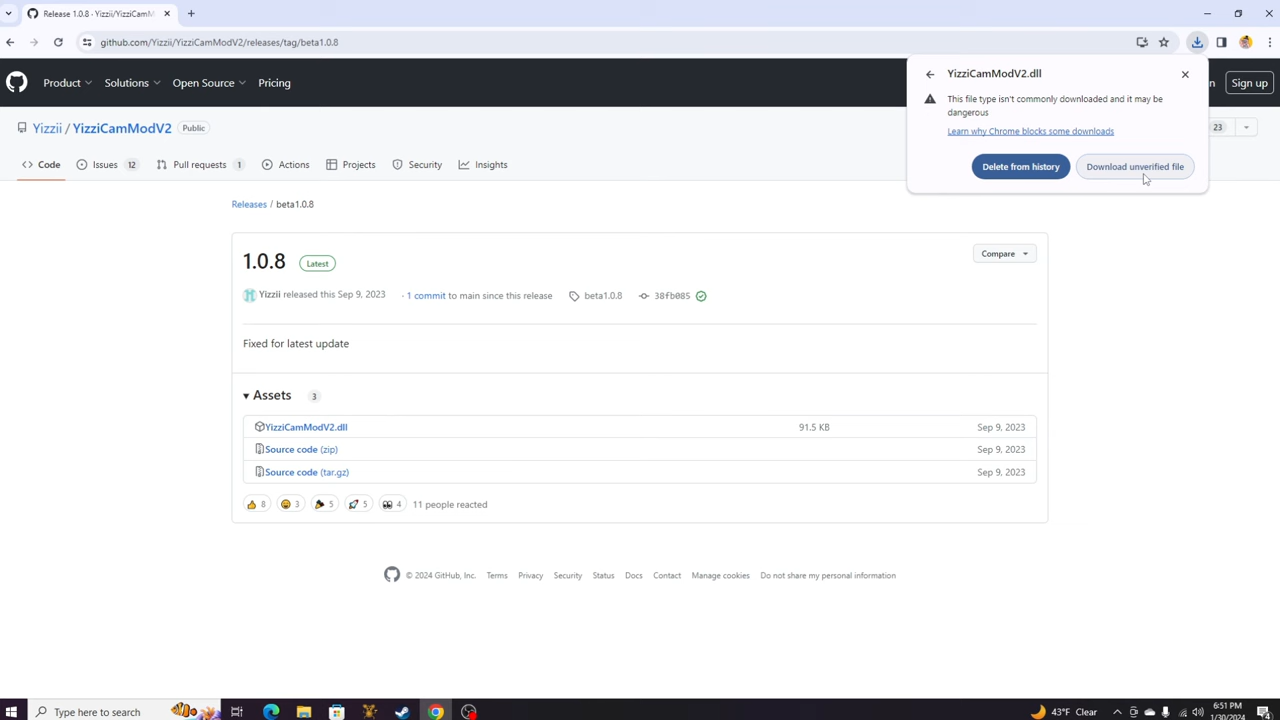 Release 1.0.8 · Yizzii/YizziCamM
github.com/Yizzii/YizziCamModV2/releases/tag/beta1.0.8
Product Solutions Open Source Pricing
Sign up
YizziCamModV2.dll
This file type isn't commonly downloaded and it may be
dangerous
Learn why Chrome blocks some downloads
Delete from history Download unverified file
Yizzii / YizziCamModV2 Public
23
Code Issues 12 Pull requests 1 Actions Projects Security Insights
Releases / beta1.0.8
1.0.8 Latest
Compare
Yizzii released this Sep 9, 2023 · 1 commit to main since this release beta1.0.8 38fb085
Fixed for latest update
Assets 3
YizziCamModV2.dll 91.5 KB Sep 9, 2023
Source code (zip) Sep 9, 2023
Source code (tar.gz) Sep 9, 2023
8 3 5 5 4 11 people reacted
© 2024 GitHub, Inc. Terms Privacy Security Status Docs Contact Manage cookies Do not share my personal information
Type here to search
43°F Clear
6:51 PM
1/30/2024